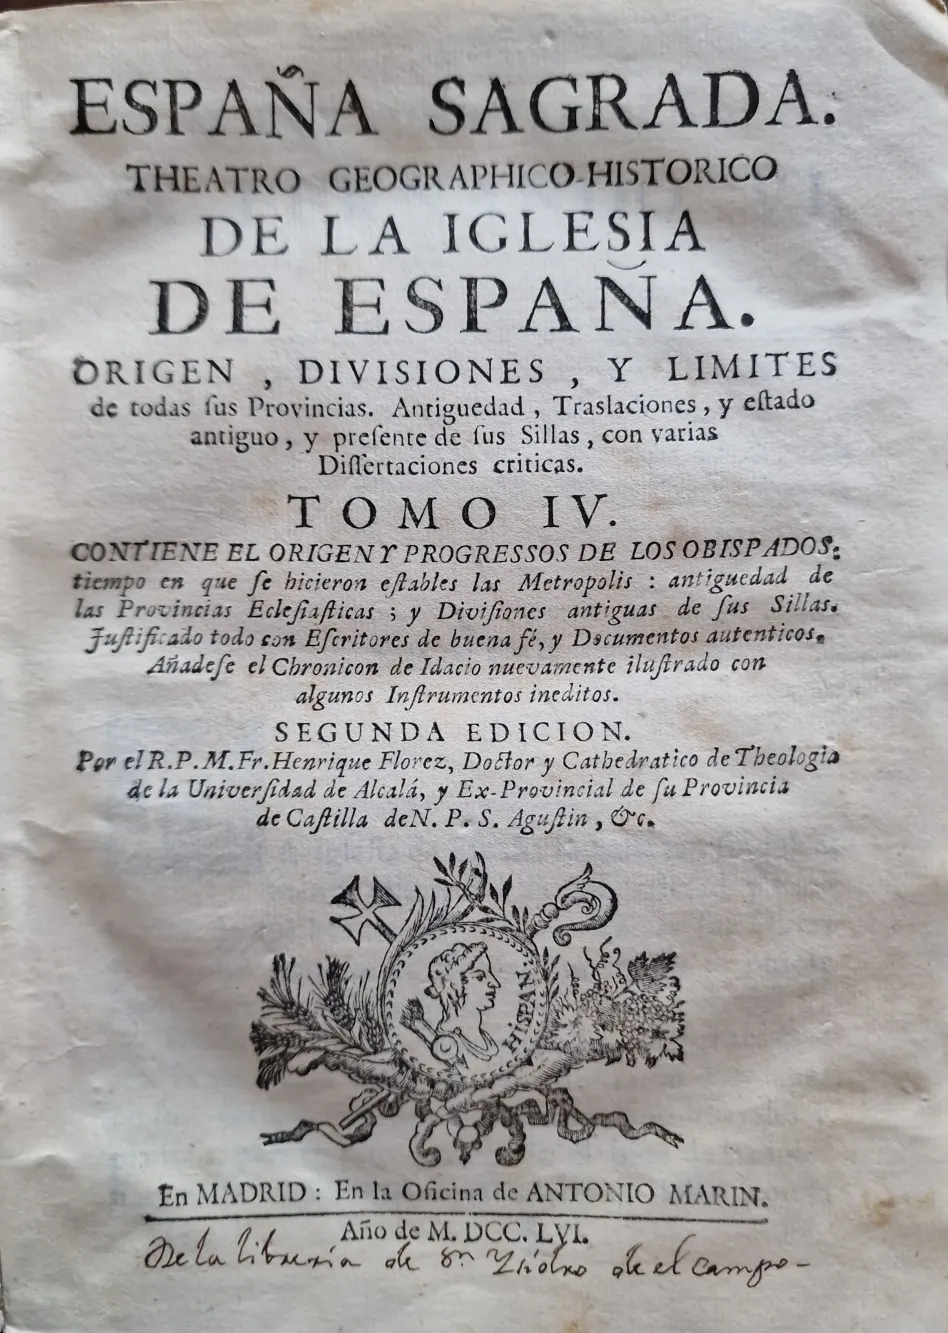 ESPAÑA SAGRADA.
THEATRO GEOGRAPHICO-HISTORICO
DE LA IGLESIA
DE ESPAÑA.
ORIGEN , DIVISIONES , Y LIMITES
de todas ſus Provincias. Antiguedad , Traslaciones , y eſtado
antiguo , y preſente de ſus Sillas , con varias
Diſſertaciones criticas.
TOMO IV.
CONTIENE EL ORIGEN Y PROGRESSOS DE LOS OBISPADOS:
tiempo en que ſe hicieron eſtables las Metropolis : antiguedad de
las Provincias Ecleſiaſticas ; y Diviſiones antiguas de ſus Sillas.
Juſtificado todo con Eſcritores de buena fé, y Documentos autenticos.
Añadeſe el Chronicon de Idacio nuevamente iluſtrado con
algunos Inſtrumentos ineditos.
SEGUNDA EDICION.
Por el R. P. M. Fr. Henrique Florez, Doctor y Cathedratico de Theologia
de la Univerſidad de Alcalá, y Ex-Provincial de ſu Provincia
de Caſtilla de N. P. S. Aguſtin , &c.
HISPAN
En MADRID : En la Oficina de ANTONIO MARIN.
Año de M. DCC. LVI.
De la libreria de Sn Ysidro de el campo-